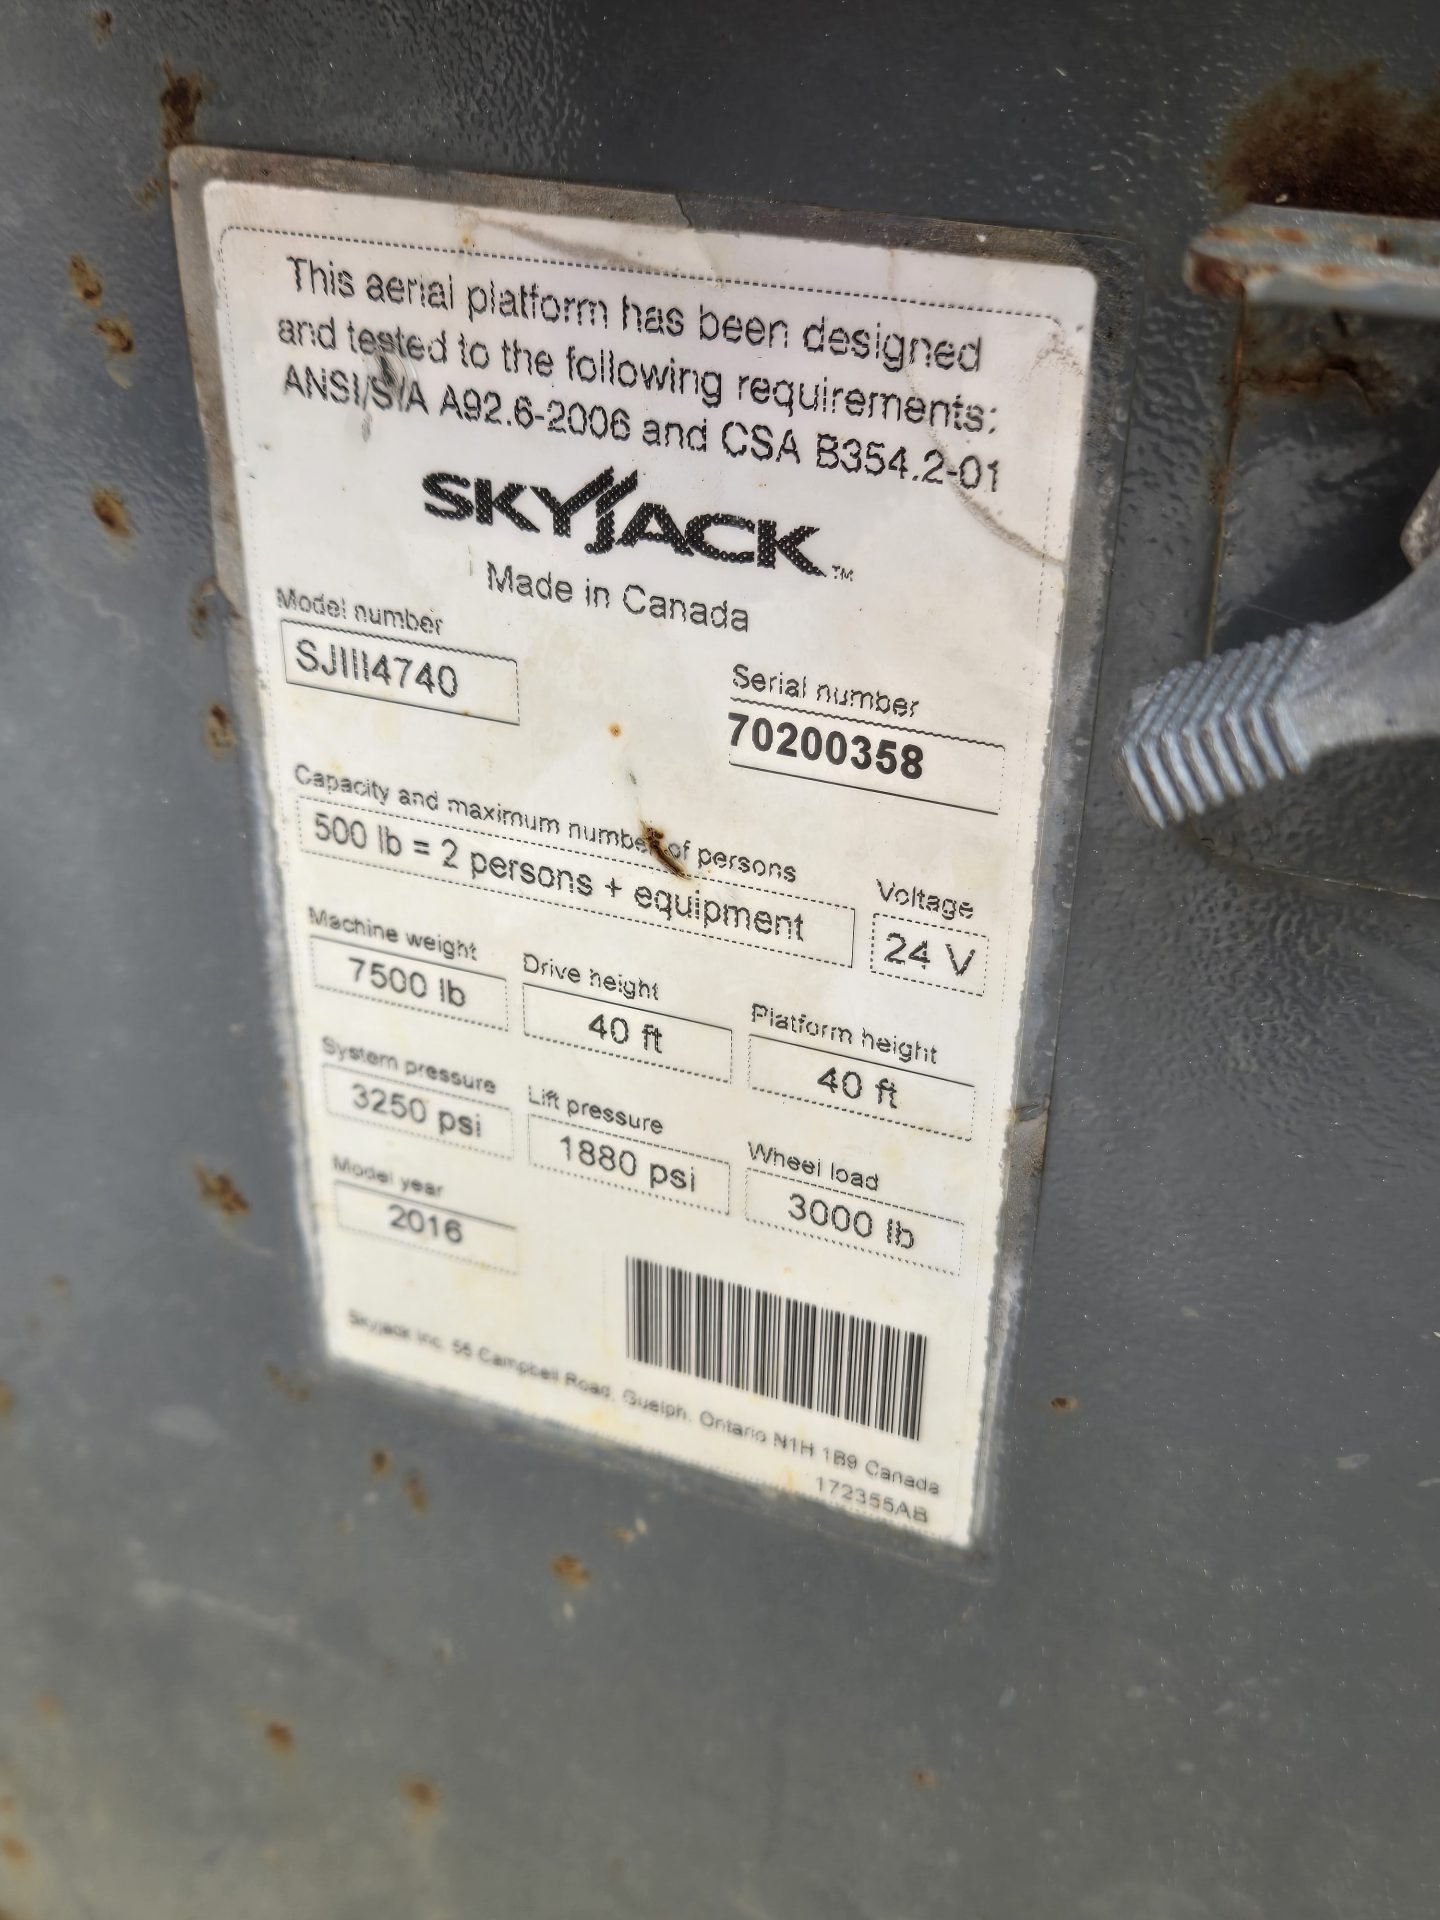 This aerial platform has been designed
and tested to the following requirements:
ANSI/SIA A92.6-2006 and CSA B354.2-01
SKYJACK™
Made in Canada
Model number
SJIII4740
Serial number
70200358
Capacity and maximum number of persons
500 lb = 2 persons + equipment
Voltage
24 V
Machine weight
7500 lb
Drive height
40 ft
Platform height
40 ft
System pressure
3250 psi
Lift pressure
1880 psi
Wheel load
3000 lb
Model year
2016
Skyjack Inc. 55 Campbell Road, Guelph, Ontario N1H 1B9 Canada
172355AB